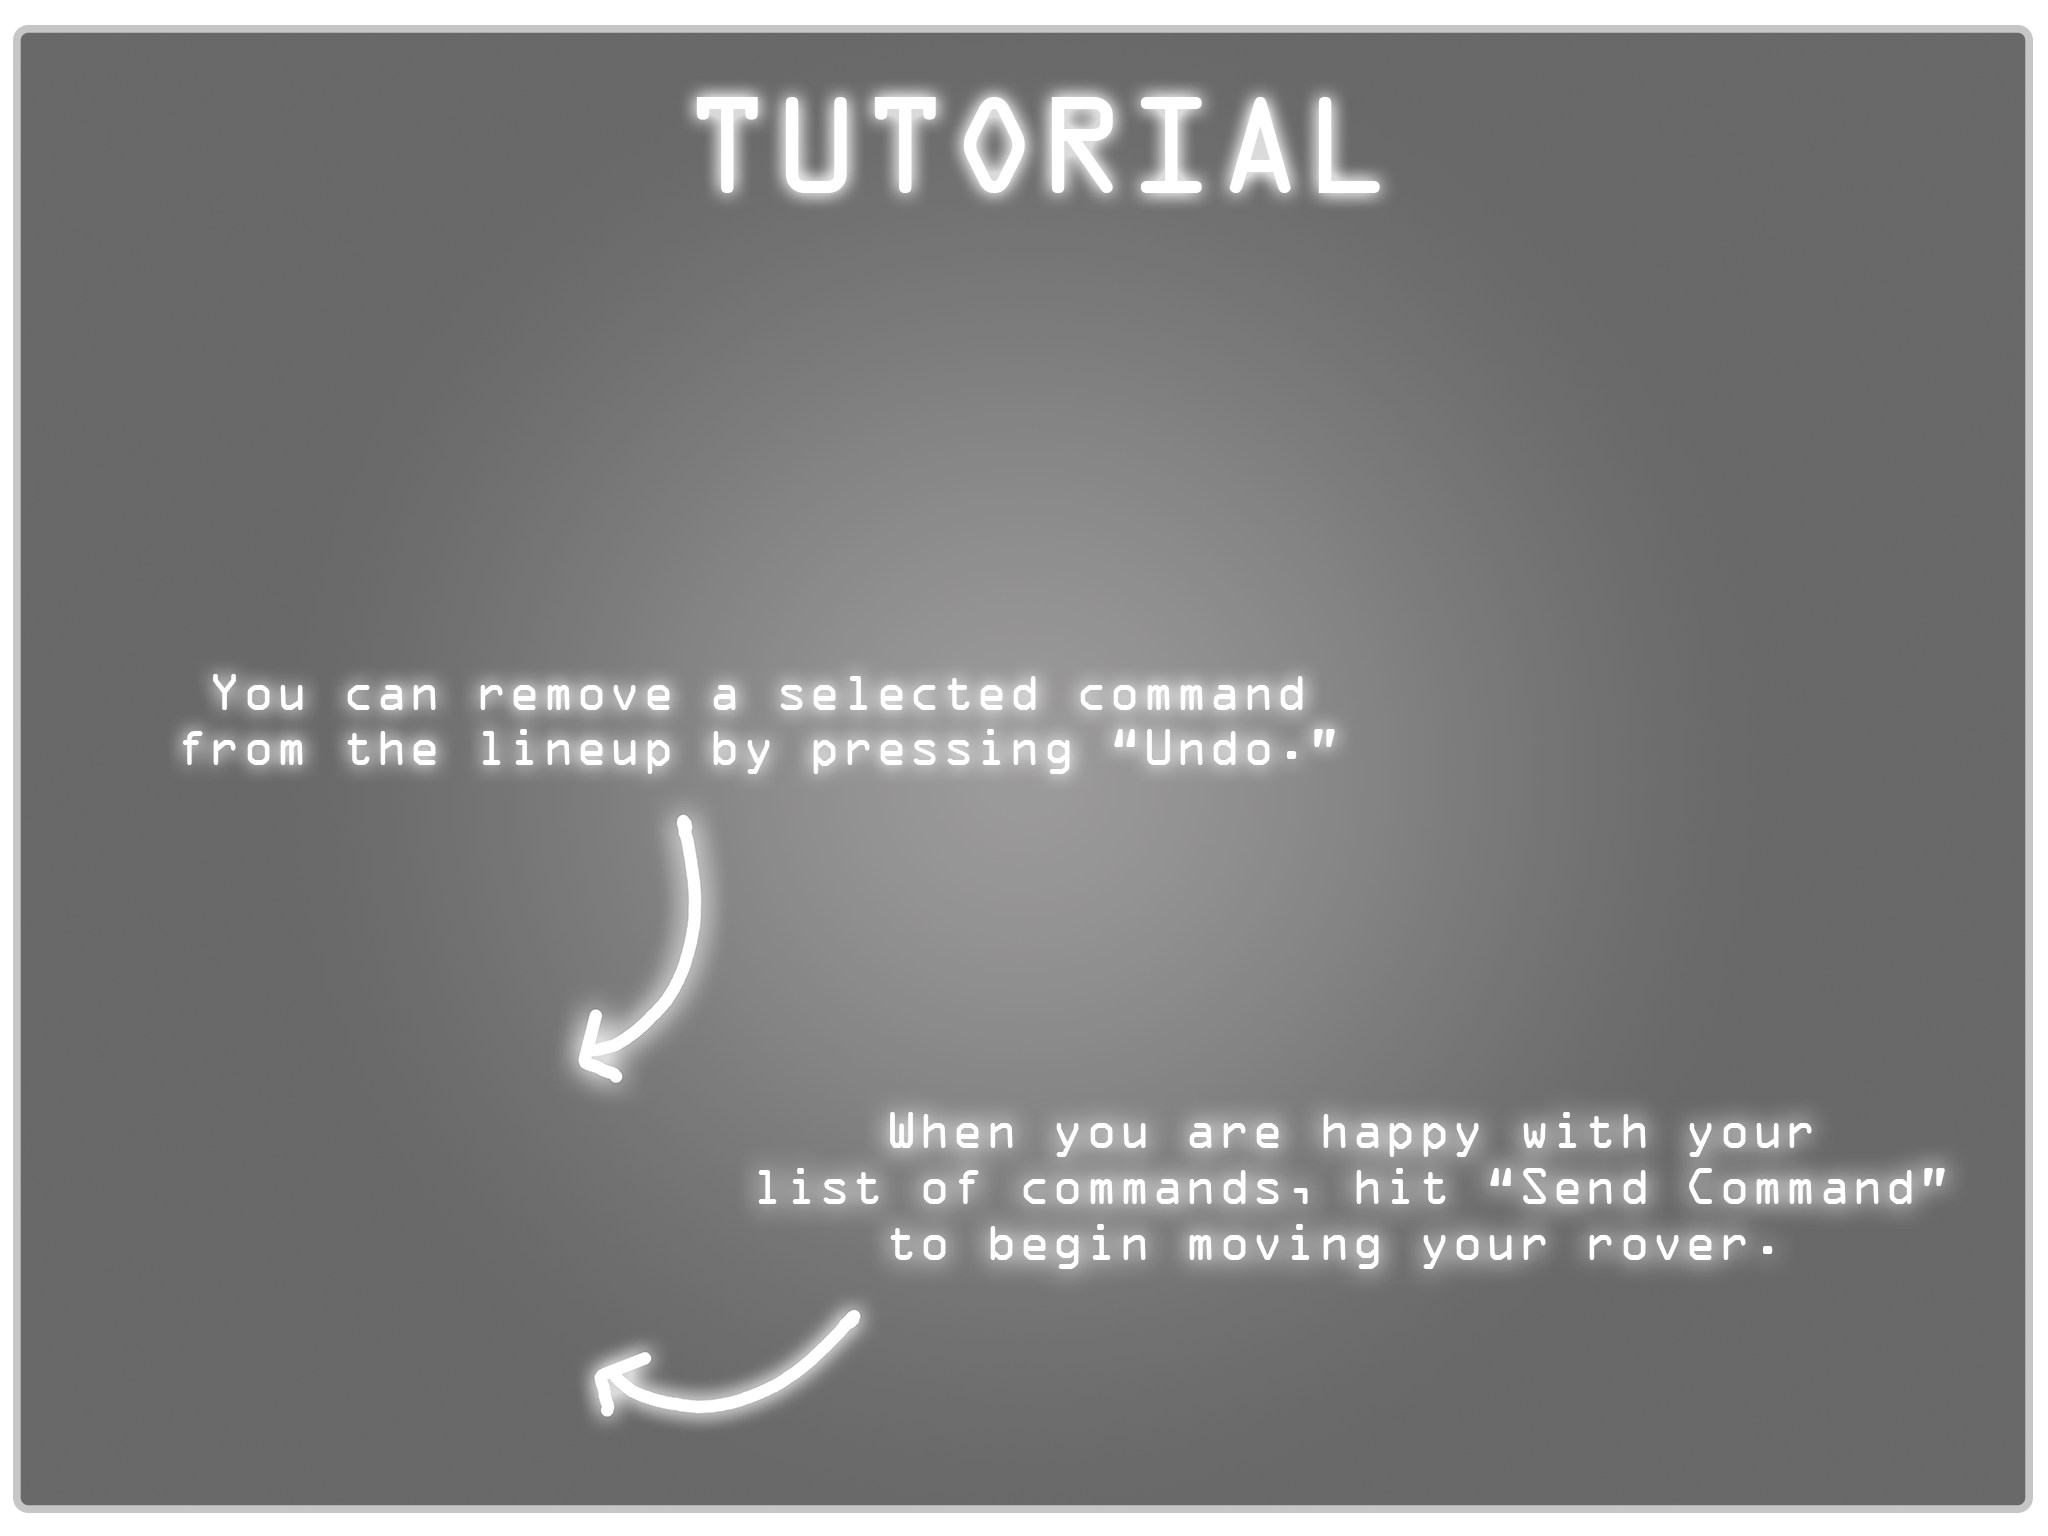 TUTORIAL
You can remove a selected command
from the lineup by pressing “Undo.”
When you are happy with your
list of commands, hit “Send Command”
to begin moving your rover.